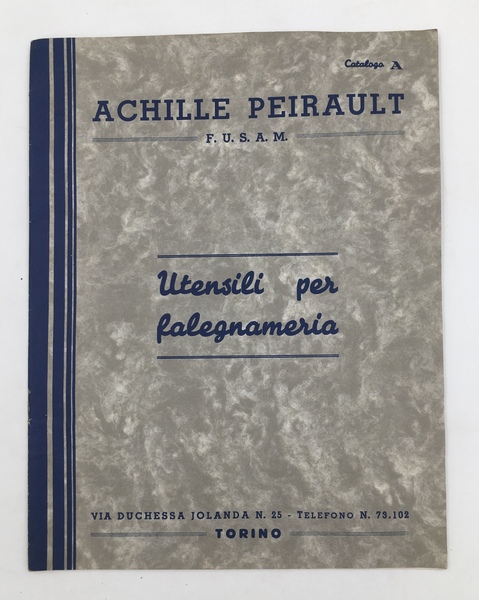 Catalogo A
ACHILLE PEIRAULT
F. U. S. A. M.
Utensili per
falegnameria
VIA DUCHESSA JOLANDA N. 25 - TELEFONO N. 73.102
TORINO